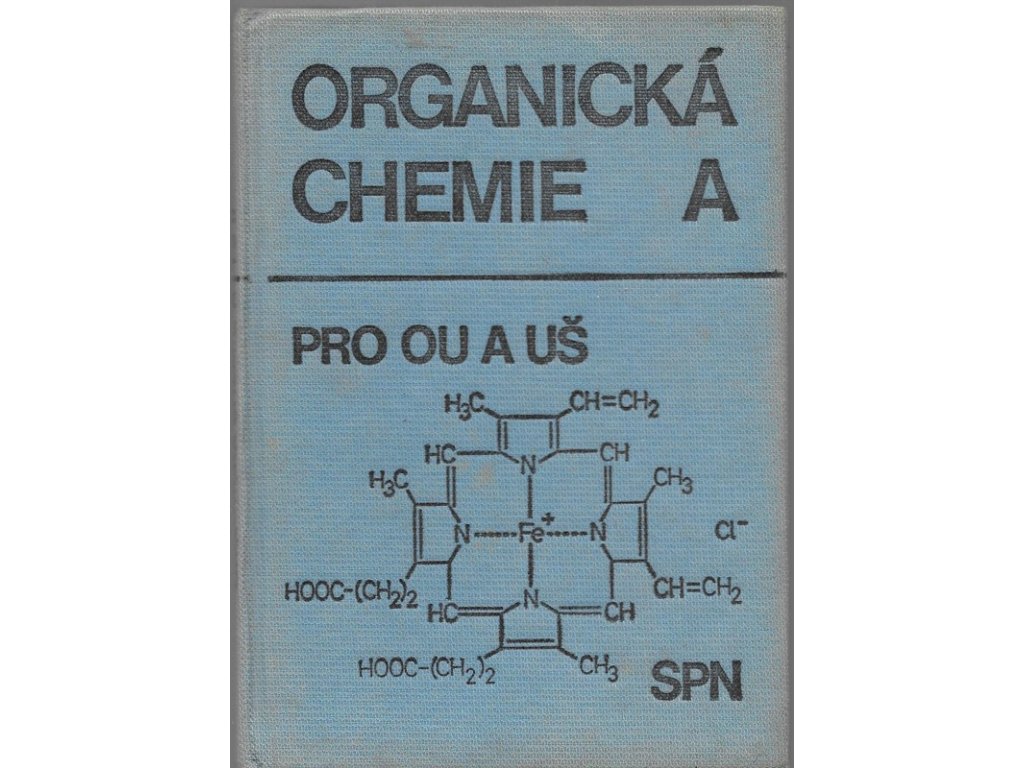 ORGANICKÁ
CHEMIE A
PRO OU A UŠ
H₃C CH=CH₂
HC N CH
H₃C CH₃
N Fe⁺ N Cl⁻
HOOC-(CH₂)₂ N CH=CH₂
HC CH
HOOC-(CH₂)₂ CH₃
SPN